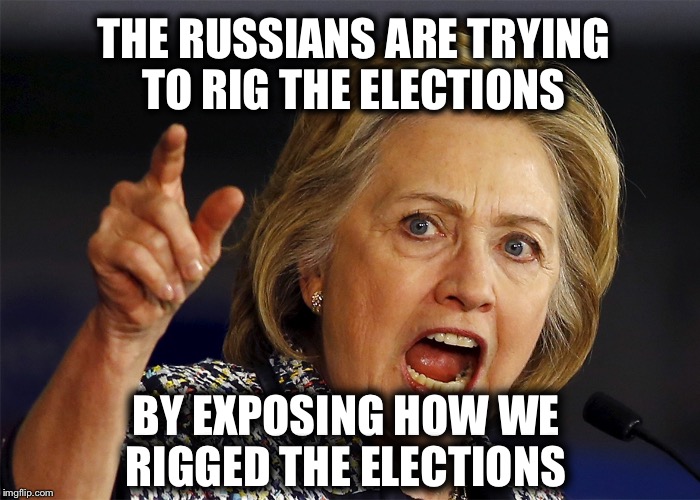 THE RUSSIANS ARE TRYING
TO RIG THE ELECTIONS
BY EXPOSING HOW WE
RIGGED THE ELECTIONS
imgflip.com